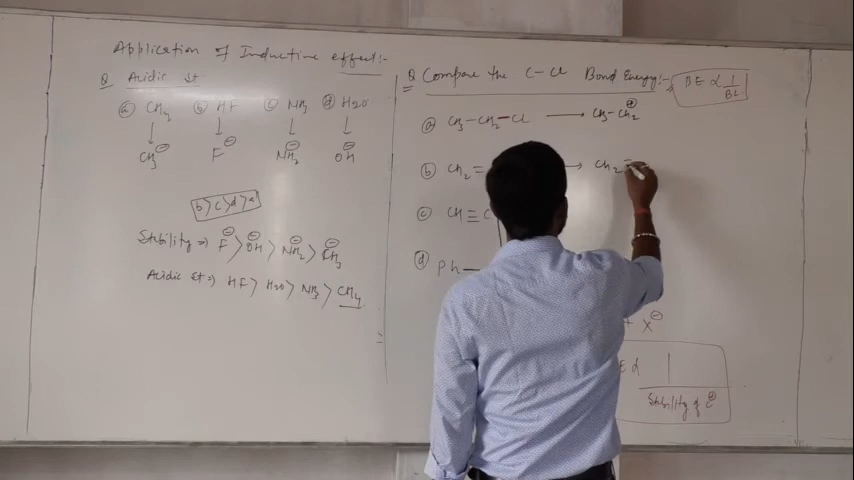 Application of Inductive effect:-
Q Acidic St
(a) CH4 (b) HF (c) NH3 (d) H2O
↓ ↓ ↓ ↓
CH3⊖ F⊖ NH2⊖ OH⊖
b>c>d>a
Stability ⇒ F⊖ > OH⊖ > NH2⊖ > CH3⊖
Acidic St ⇒ HF > H2O > NH3 > CH4
Q Compare the C-Cl Bond Energy:-
BE ∝ 1/BL
(a) CH3-CH2-Cl → CH3-CH2⊕
(b) CH2= → CH2=
(c) CH≡C
(d) Ph-
+ X⊖
E ∝ 1/Stability of C⊕